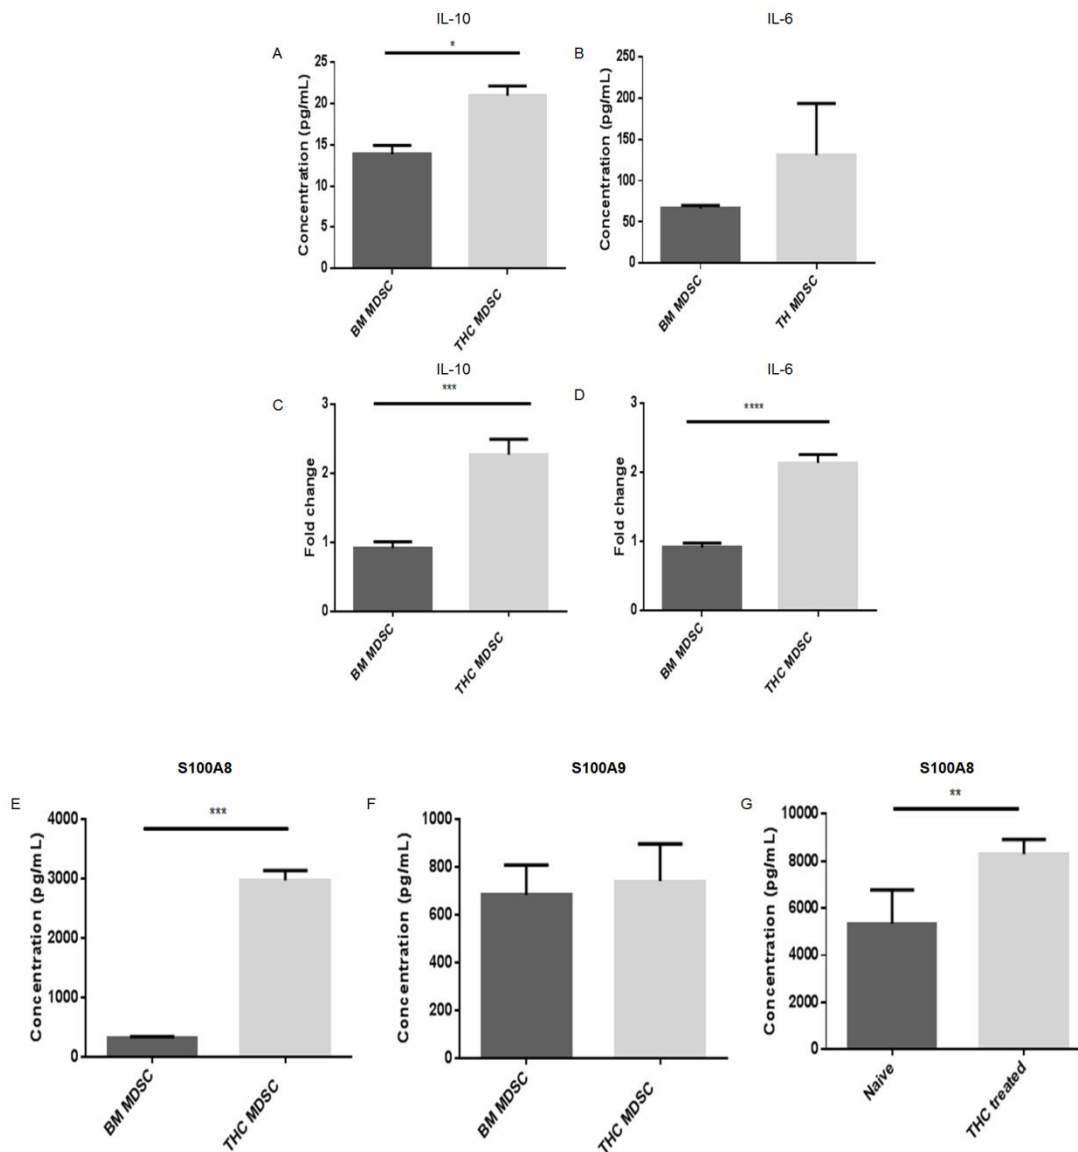 IL-10
IL-6
A
*
B
Concentration (pg/mL)
25
20
15
10
5
0
BM MDSC
THC MDSC
Concentration (pg/mL)
250
200
150
100
50
0
BM MDSC
TH MDSC
IL-10
IL-6
C
***
D
****
Fold change
3
2
1
0
BM MDSC
THC MDSC
Fold change
3
2
1
0
BM MDSC
THC MDSC
S100A8
S100A9
S100A8
E
***
F
G
**
Concentration (pg/mL)
4000
3000
2000
1000
0
BM MDSC
THC MDSC
Concentration (pg/mL)
1000
800
600
400
200
0
BM MDSC
THC MDSC
Concentration (pg/mL)
10000
8000
6000
4000
2000
0
Naive
THC treated